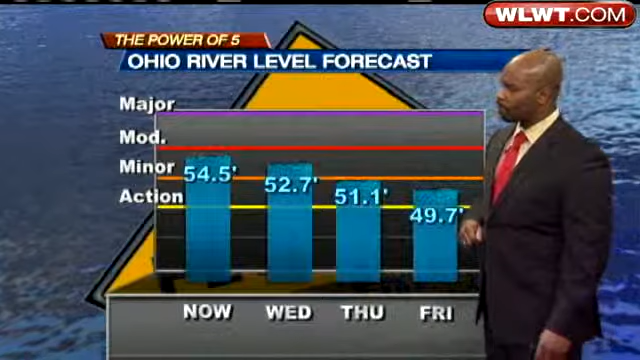 WLWT.COM
THE POWER OF 5
OHIO RIVER LEVEL FORECAST
Major
Mod.
Minor
Action
54.5' 52.7' 51.1' 49.7'
NOW WED THU FRI